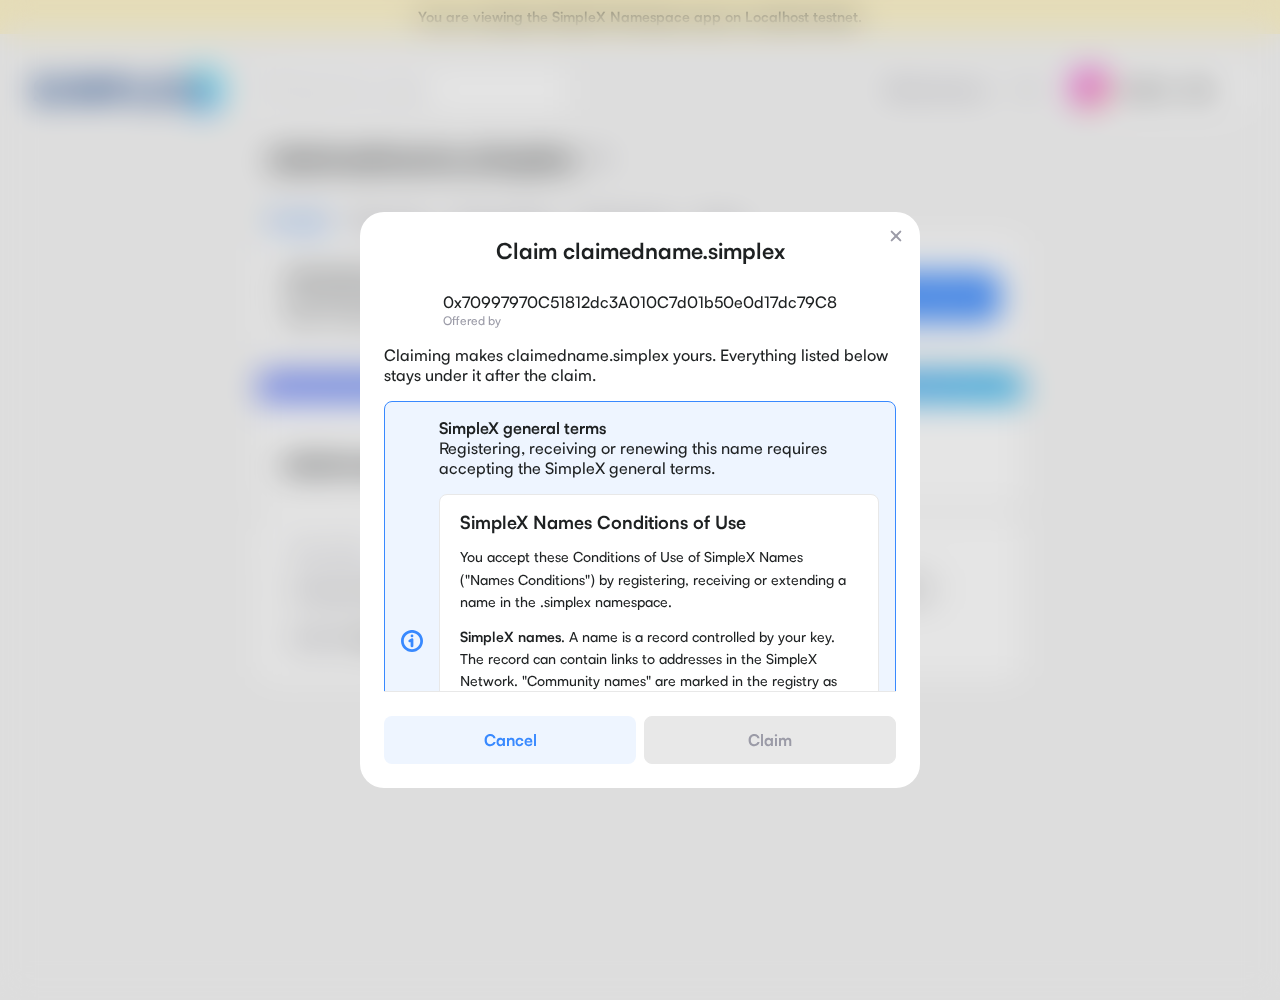 You are viewing the SimpleX Namespace app on Localhost testnet.
Claim claimedname.simplex
0x70997970C51812dc3A010C7d01b50e0d17dc79C8
Offered by
Claiming makes claimedname.simplex yours. Everything listed below
stays under it after the claim.
SimpleX general terms
Registering, receiving or renewing this name requires
accepting the SimpleX general terms.
SimpleX Names Conditions of Use
You accept these Conditions of Use of SimpleX Names
("Names Conditions") by registering, receiving or extending a
name in the .simplex namespace.
SimpleX names. A name is a record controlled by your key.
The record can contain links to addresses in the SimpleX
Network. "Community names" are marked in the registry as
Cancel
Claim